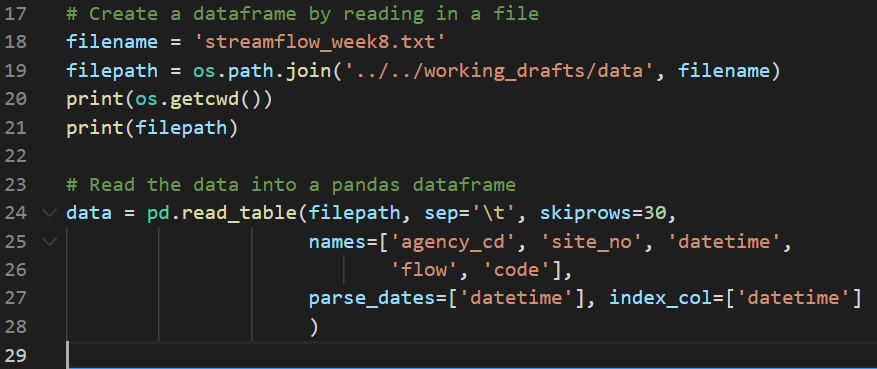 17 # Create a dataframe by reading in a file
18 filename = 'streamflow_week8.txt'
19 filepath = os.path.join('../../working_drafts/data', filename)
20 print(os.getcwd())
21 print(filepath)
22
23 # Read the data into a pandas dataframe
24 data = pd.read_table(filepath, sep='\t', skiprows=30,
25 names=['agency_cd', 'site_no', 'datetime',
26 'flow', 'code'],
27 parse_dates=['datetime'], index_col=['datetime']
28 )
29